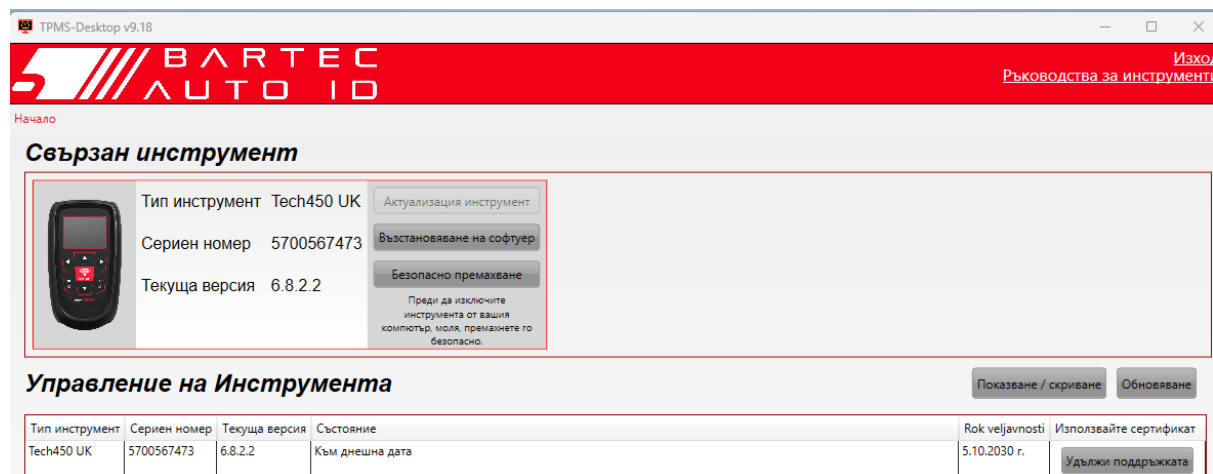 TPMS-Desktop v9.18
BARTEC
AUTO ID
Изход
Ръководства за инструменти
Начало
Свързан инструмент
Тип инструмент Tech450 UK
Актуализация инструмент
Сериен номер 5700567473
Възстановяване на софтуер
Текуща версия 6.8.2.2
Безопасно премахване
Преди да изключите
инструмента от вашия
компютър, моля, премахнете го
безопасно.
Управление на Инструмента
Показване / скриване Обновяване
Тип инструмент Сериен номер Текуща версия Състояние Rok veljavnosti Използвайте сертификат
Tech450 UK 5700567473 6.8.2.2 Към днешна дата 5.10.2030 г. Удължи поддръжката